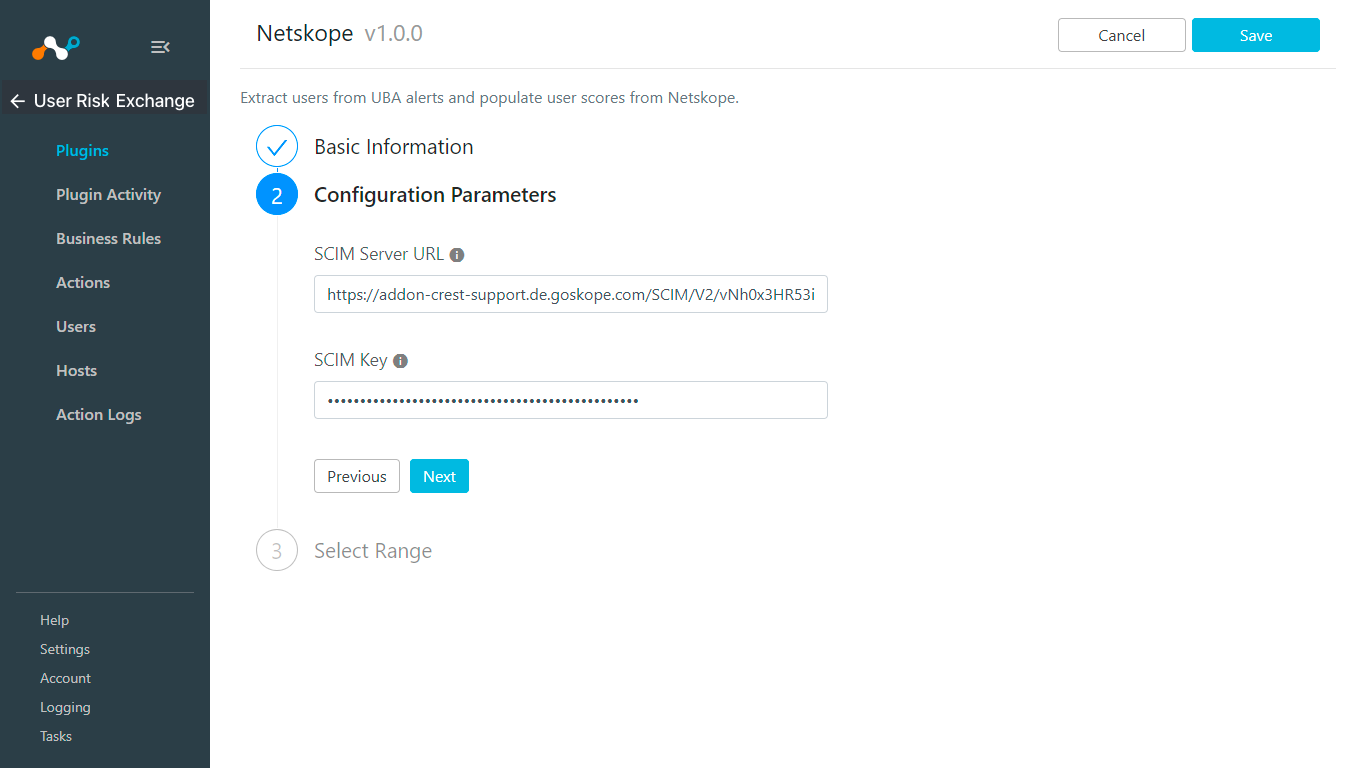 Netskope v1.0.0
Cancel
Save
User Risk Exchange
Plugins
Plugin Activity
Business Rules
Actions
Users
Hosts
Action Logs
Help
Settings
Account
Logging
Tasks
Extract users from UBA alerts and populate user scores from Netskope.
Basic Information
2
Configuration Parameters
SCIM Server URL
https://addon-crest-support.de.goskope.com/SCIM/V2/vNh0x3HR53i
SCIM Key
••••••••••••••••••••••••••••••••••••••••••••••••
Previous
Next
3
Select Range